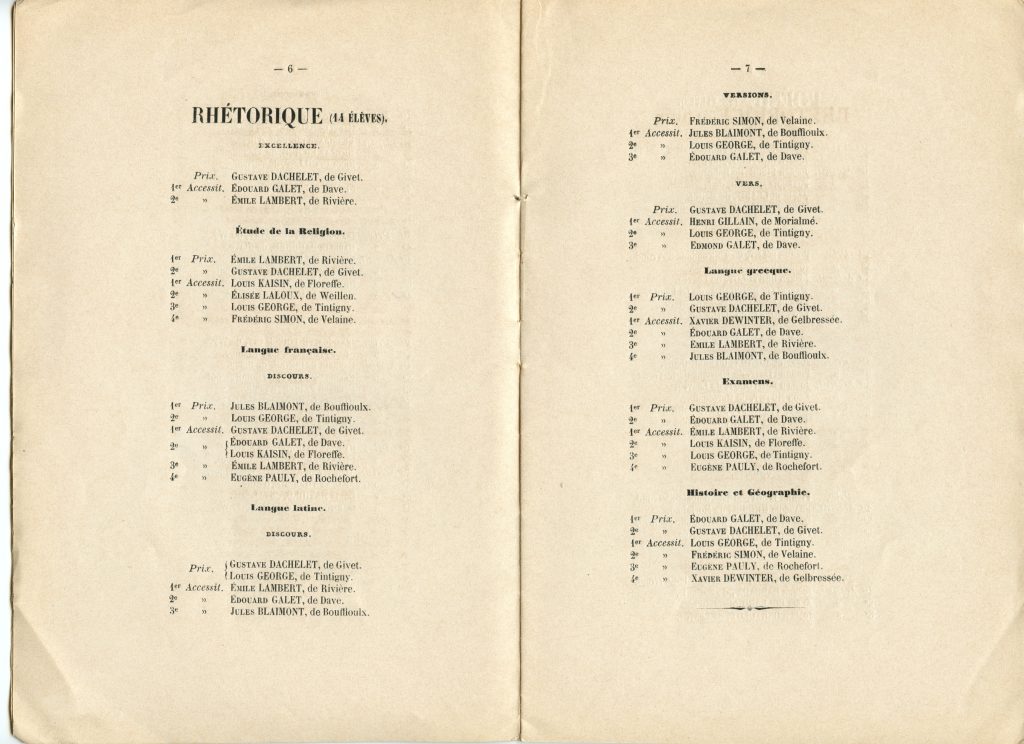 — 6 —
RHÉTORIQUE (14 ÉLÈVES).
EXCELLENCE.
Prix. GUSTAVE DACHELET, de Givet.
1er Accessit. ÉDOUARD GALET, de Dave.
2e » ÉMILE LAMBERT, de Rivière.
Étude de la Religion.
1er Prix. ÉMILE LAMBERT, de Rivière.
2e » GUSTAVE DACHELET, de Givet.
1er Accessit. LOUIS KAISIN, de Floreffe.
2e » ÉLISÉE LALOUX, de Weillen.
3e » LOUIS GEORGE, de Tintigny.
4e » FRÉDÉRIC SIMON, de Velaine.
Langue française.
DISCOURS.
1er Prix. JULES BLAIMONT, de Bouffioulx.
2e » LOUIS GEORGE, de Tintigny.
1er Accessit. GUSTAVE DACHELET, de Givet.
2e » { ÉDOUARD GALET, de Dave.
LOUIS KAISIN, de Floreffe.
3e » ÉMILE LAMBERT, de Rivière.
4e » EUGÈNE PAULY, de Rochefort.
Langue latine.
DISCOURS.
Prix. { GUSTAVE DACHELET, de Givet.
LOUIS GEORGE, de Tintigny.
1er Accessit. ÉMILE LAMBERT, de Rivière.
2e » ÉDOUARD GALET, de Dave.
3e » JULES BLAIMONT, de Bouffioulx.
— 7 —
VERSIONS.
Prix. FRÉDÉRIC SIMON, de Velaine.
1er Accessit. JULES BLAIMONT, de Bouffioulx.
2e » LOUIS GEORGE, de Tintigny.
3e » ÉDOUARD GALET, de Dave.
VERS.
Prix. GUSTAVE DACHELET, de Givet.
1er Accessit. HENRI GILLAIN, de Morialmé.
2e » LOUIS GEORGE, de Tintigny.
3e » EDMOND GALET, de Dave.
Langue grecque.
1er Prix. LOUIS GEORGE, de Tintigny.
2e » GUSTAVE DACHELET, de Givet.
1er Accessit. XAVIER DEWINTER, de Gelbressée.
2e » ÉDOUARD GALET, de Dave.
3e » EMILE LAMBERT, de Rivière.
4e » JULES BLAIMONT, de Bouffioulx.
Examens.
1er Prix. GUSTAVE DACHELET, de Givet.
2e » ÉDOUARD GALET, de Dave.
1er Accessit. ÉMILE LAMBERT, de Rivière.
2e » LOUIS KAISIN, de Floreffe.
3e » LOUIS GEORGE, de Tintigny.
4e » EUGÈNE PAULY, de Rochefort.
Histoire et Géographie.
1er Prix. ÉDOUARD GALET, de Dave.
2e » GUSTAVE DACHELET, de Givet.
1er Accessit. LOUIS GEORGE, de Tintigny.
2e » FRÉDÉRIC SIMON, de Velaine.
3e » EUGÈNE PAULY, de Rochefort.
4e » XAVIER DEWINTER, de Gelbressée.